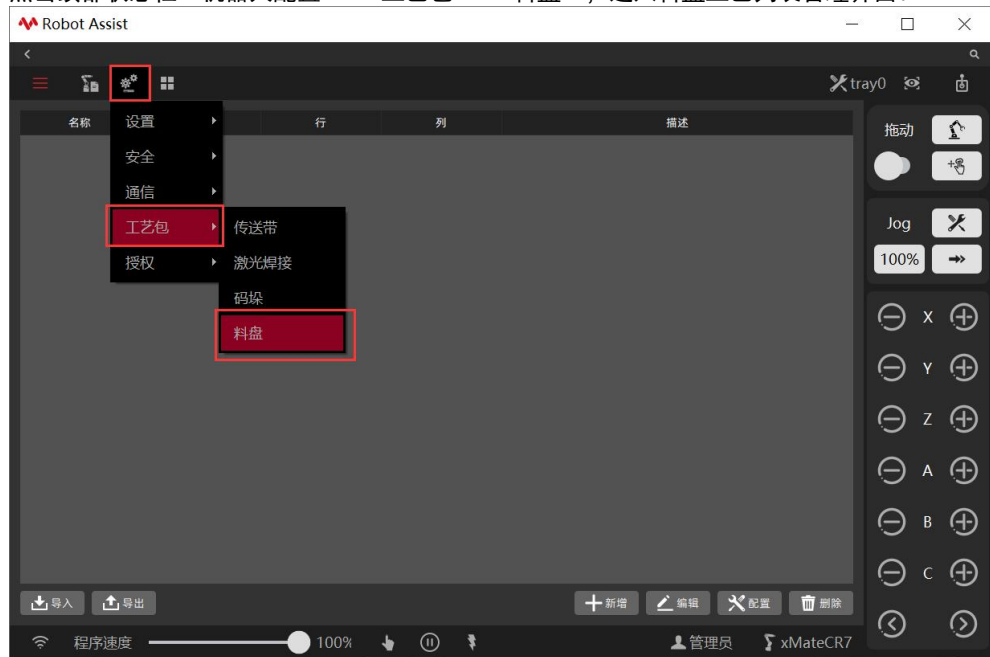 Robot Assist
tray0
名称 行 列 描述
设置
安全
通信
工艺包
授权
传送带
激光焊接
码垛
料盘
拖动
Jog
100%
X
Y
Z
A
B
C
导入 导出 新增 编辑 配置 删除
程序速度 100% 管理员 xMateCR7